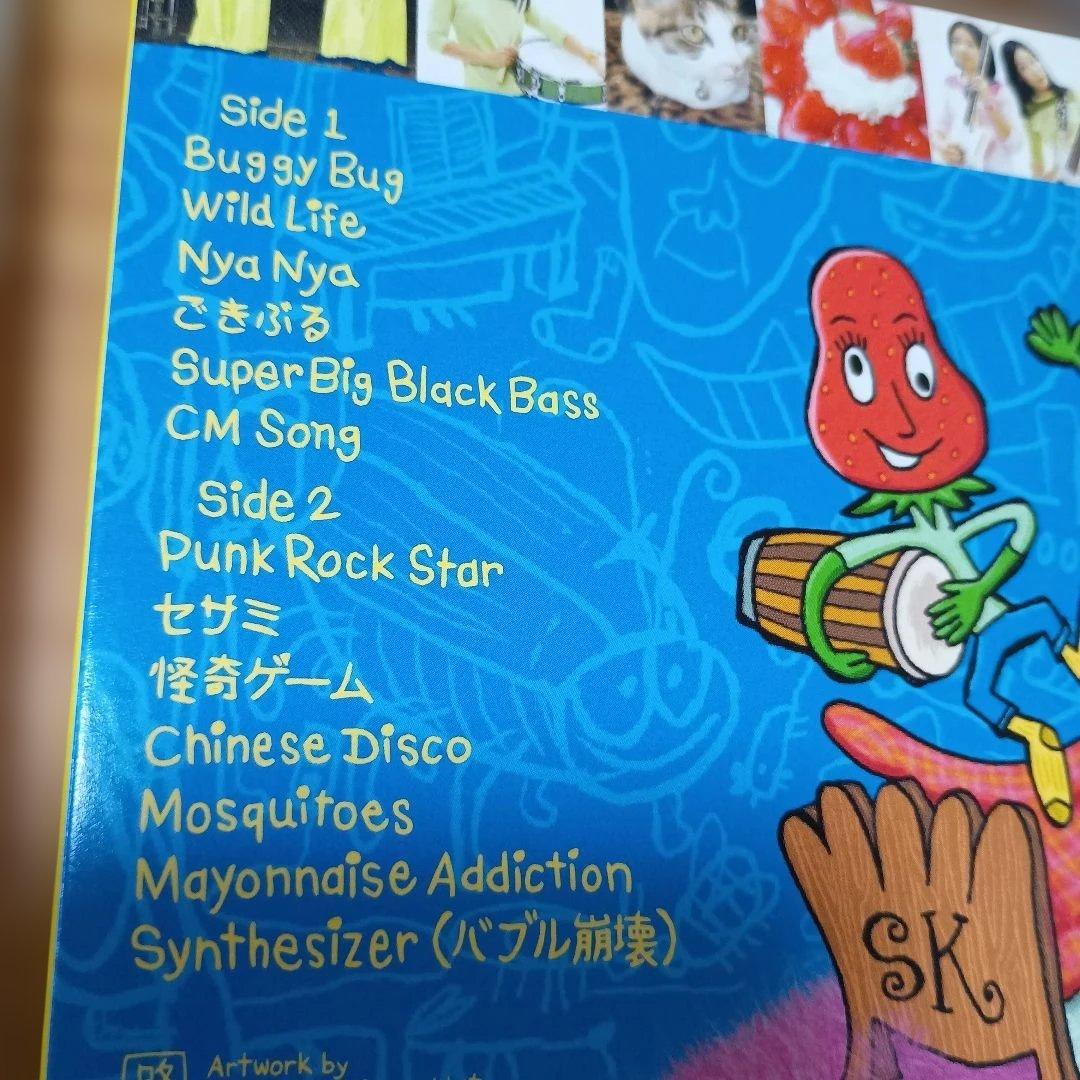 Side 1
Buggy Bug
Wild Life
Nya Nya
ごきぶる
Super Big Black Bass
CM Song
Side 2
Punk Rock Star
セサミ
怪奇ゲーム
Chinese Disco
Mosquitoes
Mayonnaise Addiction
Synthesizer (バブル崩壊)
SK
Artwork by